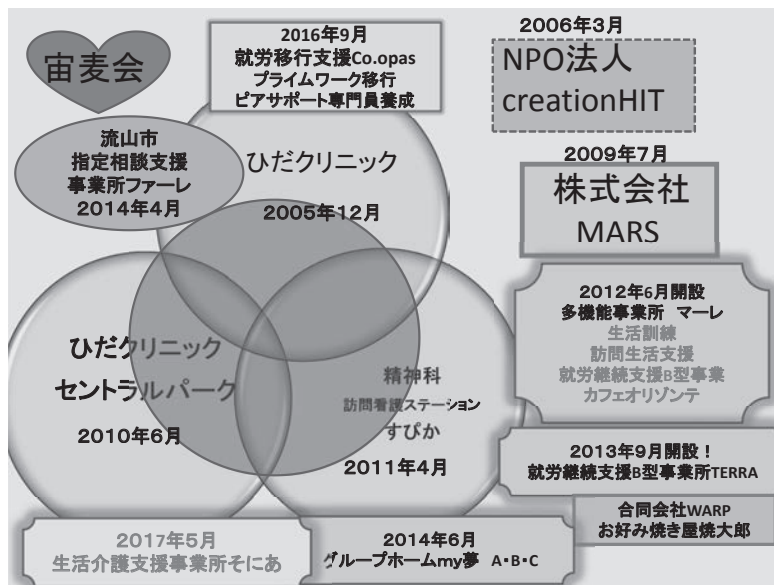 宙麦会
2016年9月
就労移行支援Co.opas
プライムワーク移行
ピアサポート専門員養成
2006年3月
NPO法人
creationHIT
流山市
指定相談支援
事業所ファーレ
2014年4月
ひだクリニック
2005年12月
2009年7月
株式会社
MARS
2012年6月開設
多機能事業所 マーレ
生活訓練
訪問生活支援
就労継続支援B型事業
カフェオリゾンテ
ひだクリニック
セントラルパーク
2010年6月
精神科
訪問看護ステーション
すぴか
2011年4月
2013年9月開設！
就労継続支援B型事業所TERRA
合同会社WARP
お好み焼き屋焼大郎
2017年5月
生活介護支援事業所そにあ
2014年6月
グループホームmy夢 A・B・C